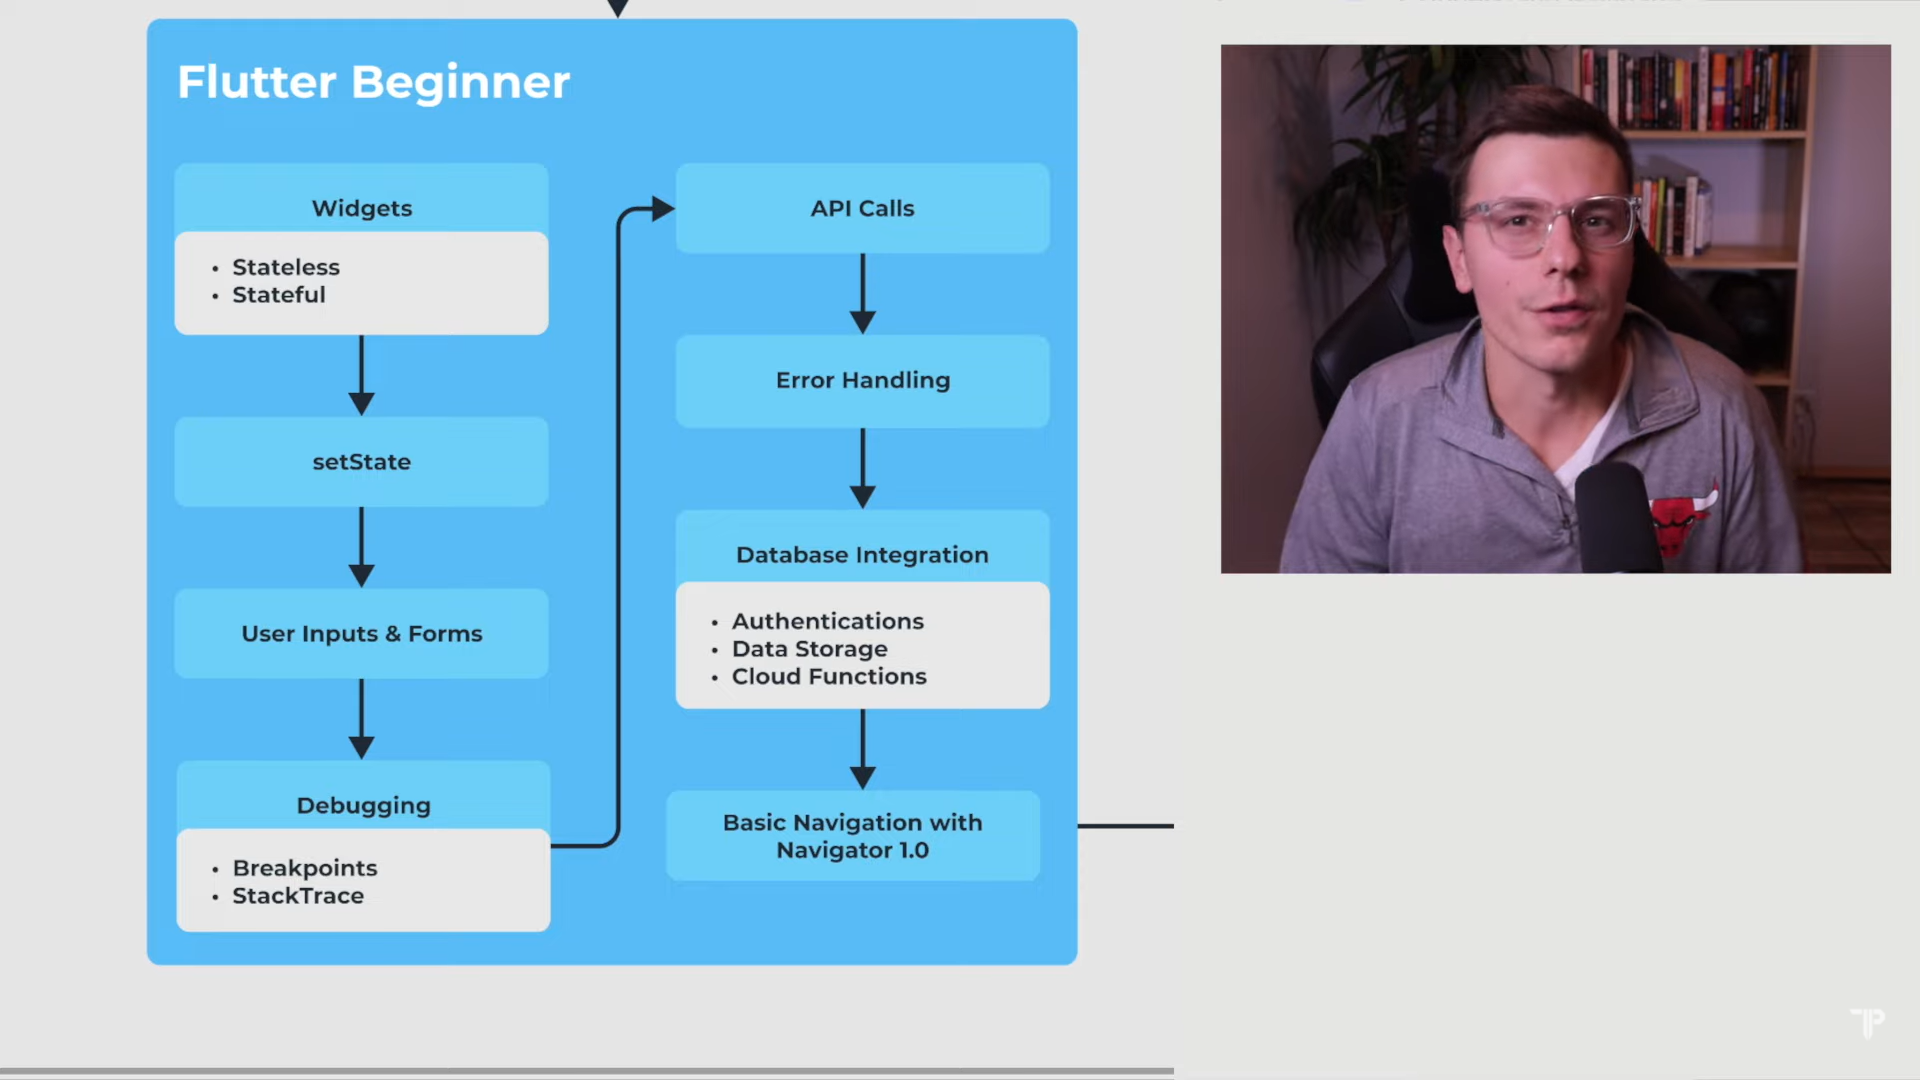 Flutter Beginner
Widgets
• Stateless
• Stateful
setState
User Inputs & Forms
Debugging
• Breakpoints
• StackTrace
API Calls
Error Handling
Database Integration
• Authentications
• Data Storage
• Cloud Functions
Basic Navigation with
Navigator 1.0
TP